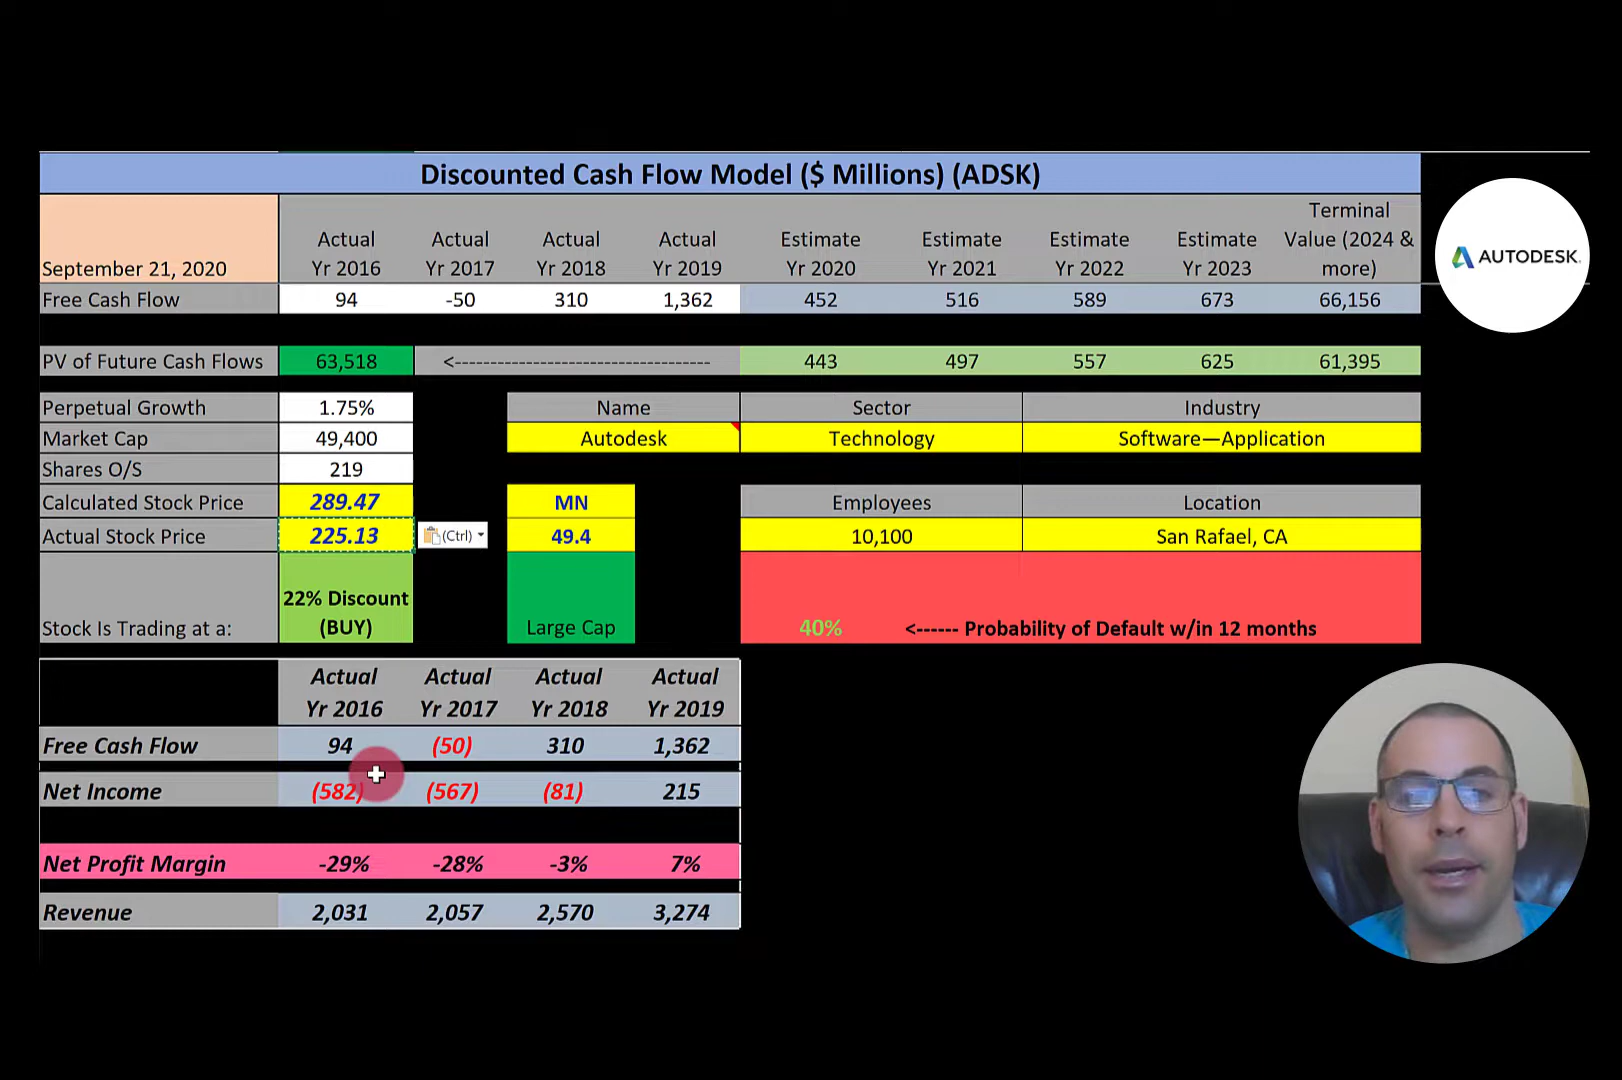 Discounted Cash Flow Model ($ Millions) (ADSK)
September 21, 2020 Actual Yr 2016 Actual Yr 2017 Actual Yr 2018 Actual Yr 2019 Estimate Yr 2020 Estimate Yr 2021 Estimate Yr 2022 Estimate Yr 2023 Terminal Value (2024 & more)
AUTODESK.
Free Cash Flow 94 -50 310 1,362 452 516 589 673 66,156
PV of Future Cash Flows 63,518 <------------------------------------- 443 497 557 625 61,395
Perpetual Growth 1.75% Name Sector Industry
Market Cap 49,400 Autodesk Technology Software—Application
Shares O/S 219
Calculated Stock Price 289.47 MN Employees Location
Actual Stock Price 225.13 (Ctrl) 49.4 10,100 San Rafael, CA
Stock Is Trading at a: 22% Discount (BUY) Large Cap 40% <------ Probability of Default w/in 12 months
Actual Yr 2016 Actual Yr 2017 Actual Yr 2018 Actual Yr 2019
Free Cash Flow 94 (50) 310 1,362
Net Income (582) (567) (81) 215
Net Profit Margin -29% -28% -3% 7%
Revenue 2,031 2,057 2,570 3,274